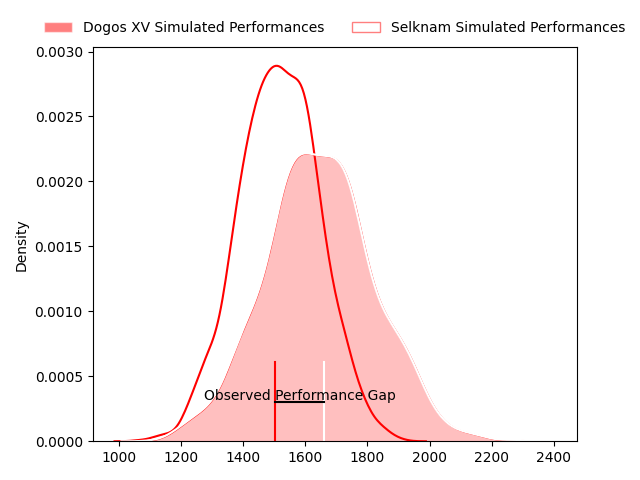 Dogos XV Simulated Performances
Selknam Simulated Performances
0.0030
0.0025
0.0020
0.0015
0.0010
0.0005
0.0000
Density
Observed Performance Gap
1000 1200 1400 1600 1800 2000 2200 2400